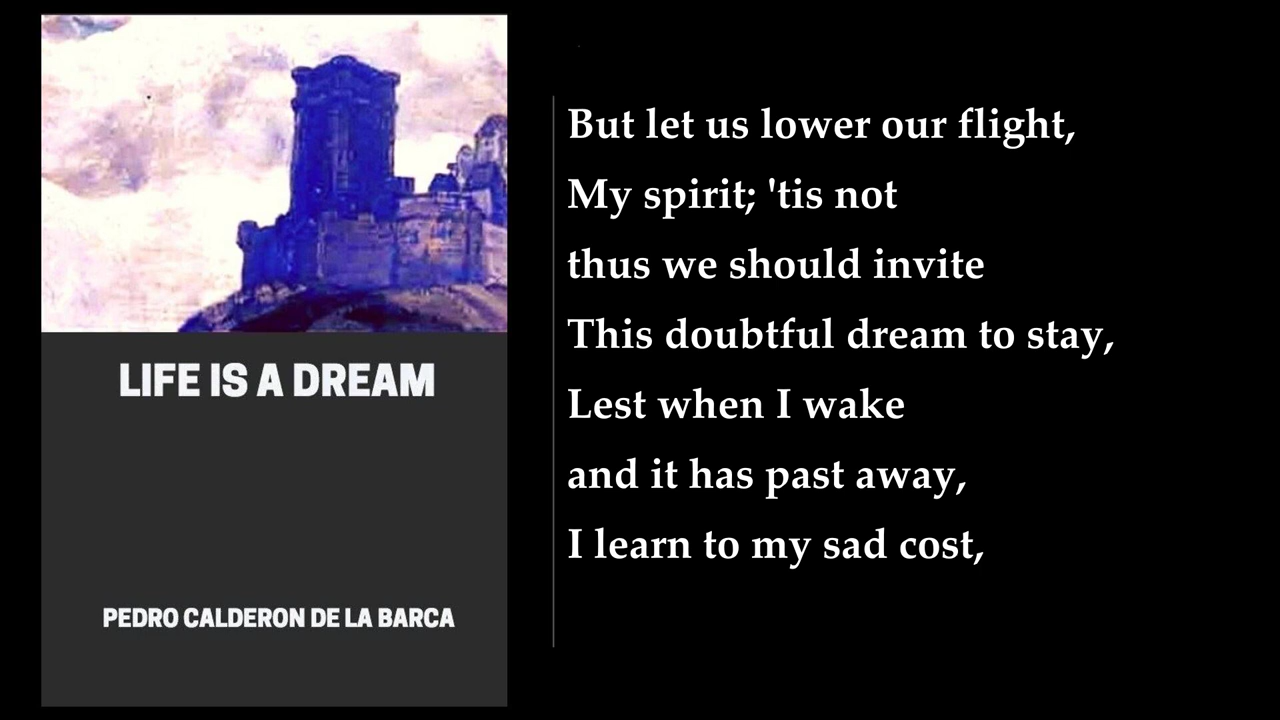 LIFE IS A DREAM
PEDRO CALDERON DE LA BARCA
But let us lower our flight,
My spirit; 'tis not
thus we should invite
This doubtful dream to stay,
Lest when I wake
and it has past away,
I learn to my sad cost,